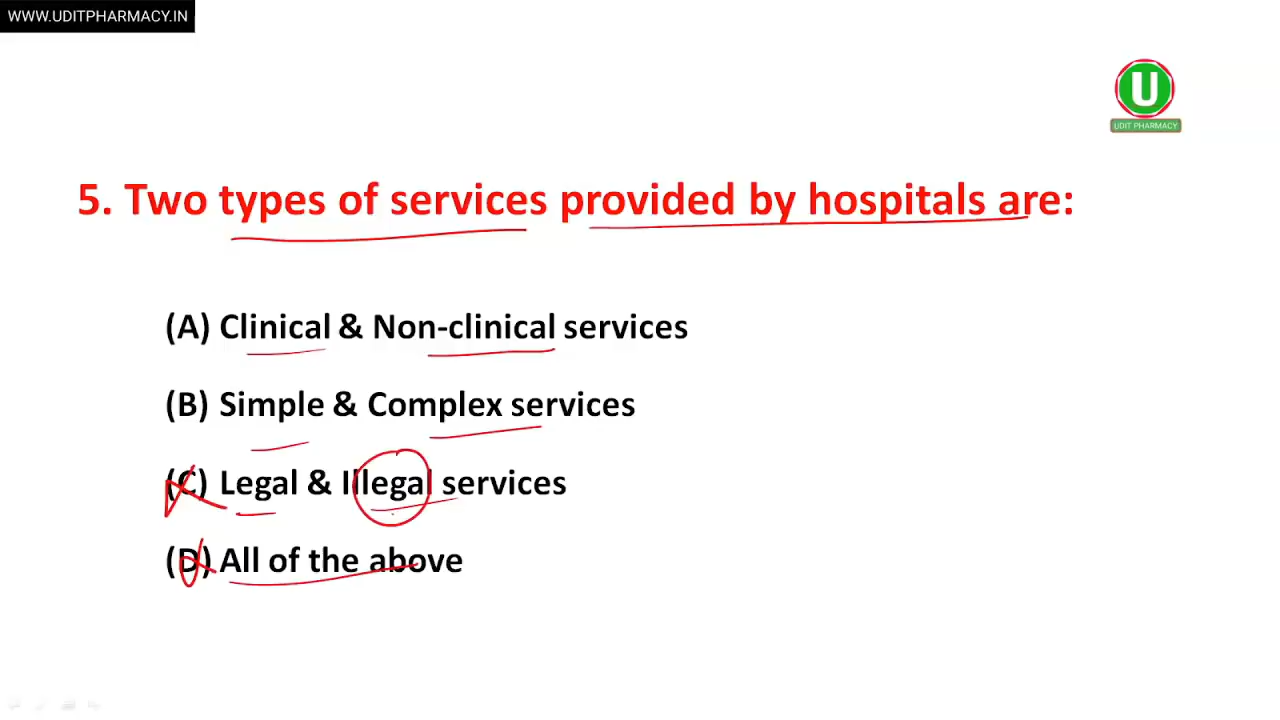 WWW.UDITPHARMACY.IN
U
UDIT PHARMACY
5. Two types of services provided by hospitals are:
(A) Clinical & Non-clinical services
(B) Simple & Complex services
(C) Legal & Illegal services
(D) All of the above